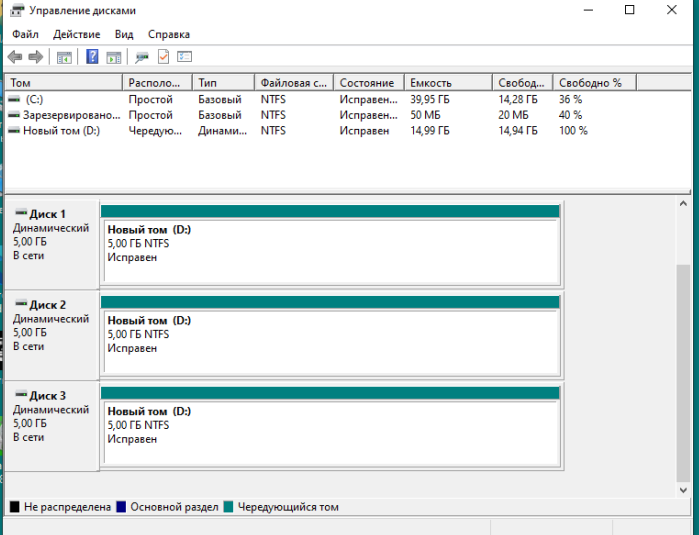 Управление дисками
Файл Действие Вид Справка
Том Располо... Тип Файловая с... Состояние Емкость Свобод... Свободно %
(C:) Простой Базовый NTFS Исправен... 39,95 ГБ 14,28 ГБ 36 %
Зарезервировано... Простой Базовый NTFS Исправен... 50 МБ 20 МБ 40 %
Новый том (D:) Чередую... Динами... NTFS Исправен 14,99 ГБ 14,94 ГБ 100 %
Диск 1
Динамический
5,00 ГБ
В сети
Новый том (D:)
5,00 ГБ NTFS
Исправен
Диск 2
Динамический
5,00 ГБ
В сети
Новый том (D:)
5,00 ГБ NTFS
Исправен
Диск 3
Динамический
5,00 ГБ
В сети
Новый том (D:)
5,00 ГБ NTFS
Исправен
Не распределена Основной раздел Чередующийся том